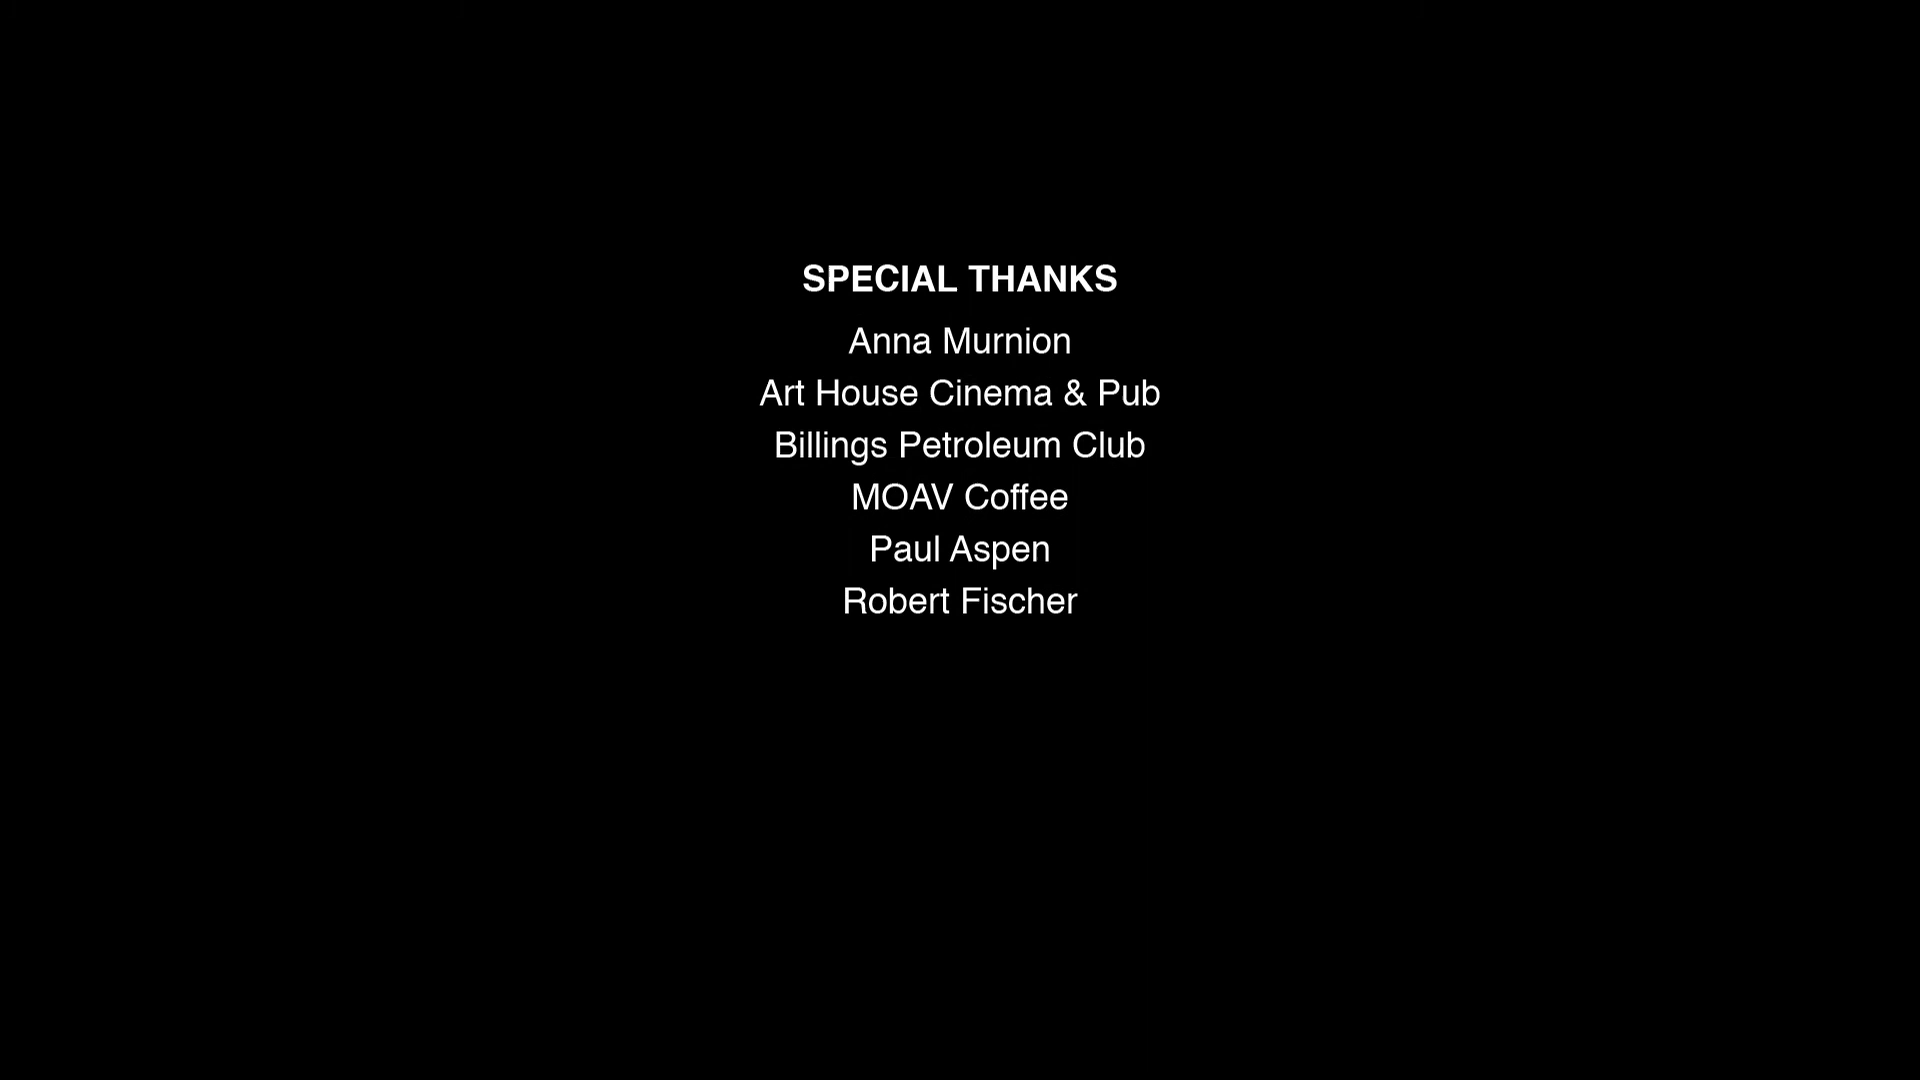 SPECIAL THANKS
Anna Murnion
Art House Cinema & Pub
Billings Petroleum Club
MOAV Coffee
Paul Aspen
Robert Fischer